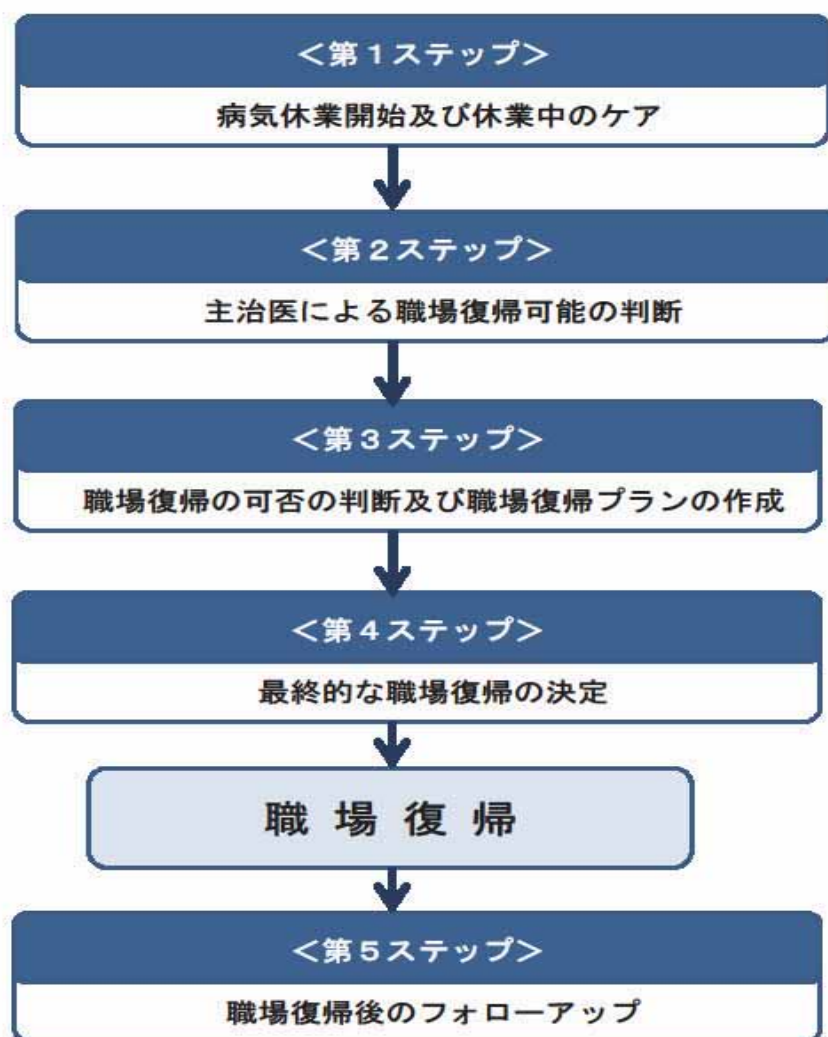 ＜第１ステップ＞
病気休業開始及び休業中のケア
＜第２ステップ＞
主治医による職場復帰可能の判断
＜第３ステップ＞
職場復帰の可否の判断及び職場復帰プランの作成
＜第４ステップ＞
最終的な職場復帰の決定
職場復帰
＜第５ステップ＞
職場復帰後のフォローアップ